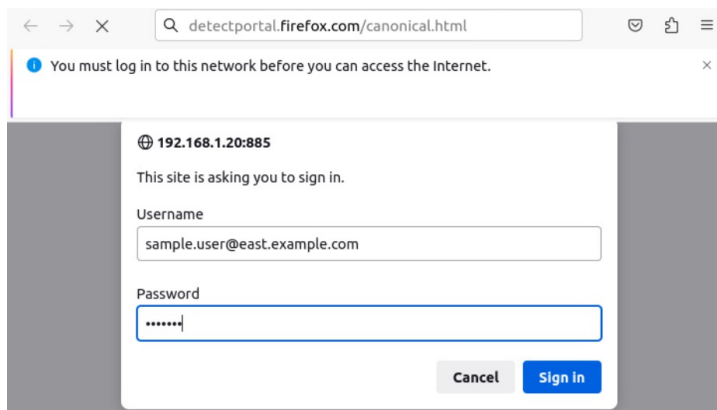 detectportal.firefox.com/canonical.html
You must log in to this network before you can access the Internet.
192.168.1.20:885
This site is asking you to sign in.
Username
sample.user@east.example.com
Password
•••••••
Cancel Sign in